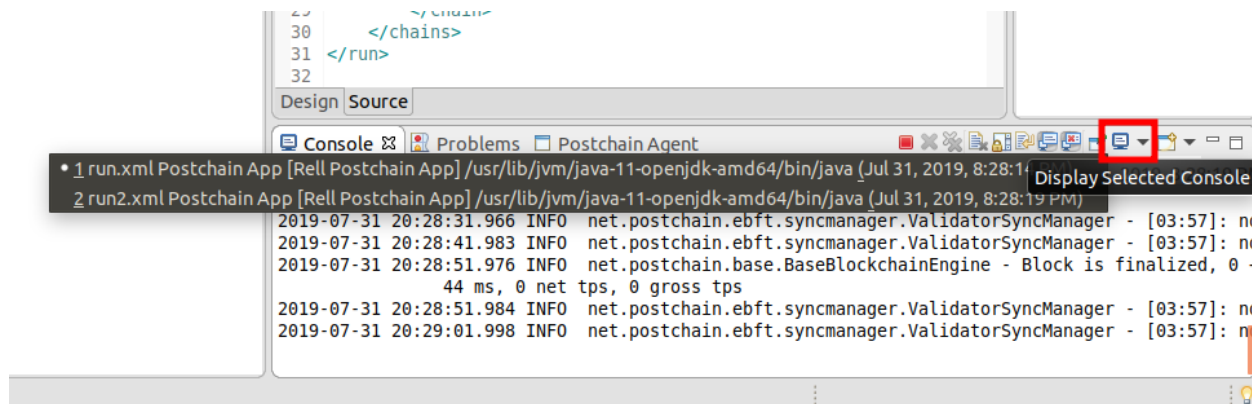 30 </chains>
31 </run>
32
Design Source
Console Problems Postchain Agent
• 1 run.xml Postchain App [Rell Postchain App] /usr/lib/jvm/java-11-openjdk-amd64/bin/java (Jul 31, 2019, 8:28:14
Display Selected Console
2 run2.xml Postchain App [Rell Postchain App] /usr/lib/jvm/java-11-openjdk-amd64/bin/java (Jul 31, 2019, 8:28:19 PM)
2019-07-31 20:28:31.966 INFO net.postchain.ebft.syncmanager.ValidatorSyncManager - [03:57]:
2019-07-31 20:28:41.983 INFO net.postchain.ebft.syncmanager.ValidatorSyncManager - [03:57]:
2019-07-31 20:28:51.976 INFO net.postchain.base.BaseBlockchainEngine - Block is finalized, 0
44 ms, 0 net tps, 0 gross tps
2019-07-31 20:28:51.984 INFO net.postchain.ebft.syncmanager.ValidatorSyncManager - [03:57]:
2019-07-31 20:29:01.998 INFO net.postchain.ebft.syncmanager.ValidatorSyncManager - [03:57]: